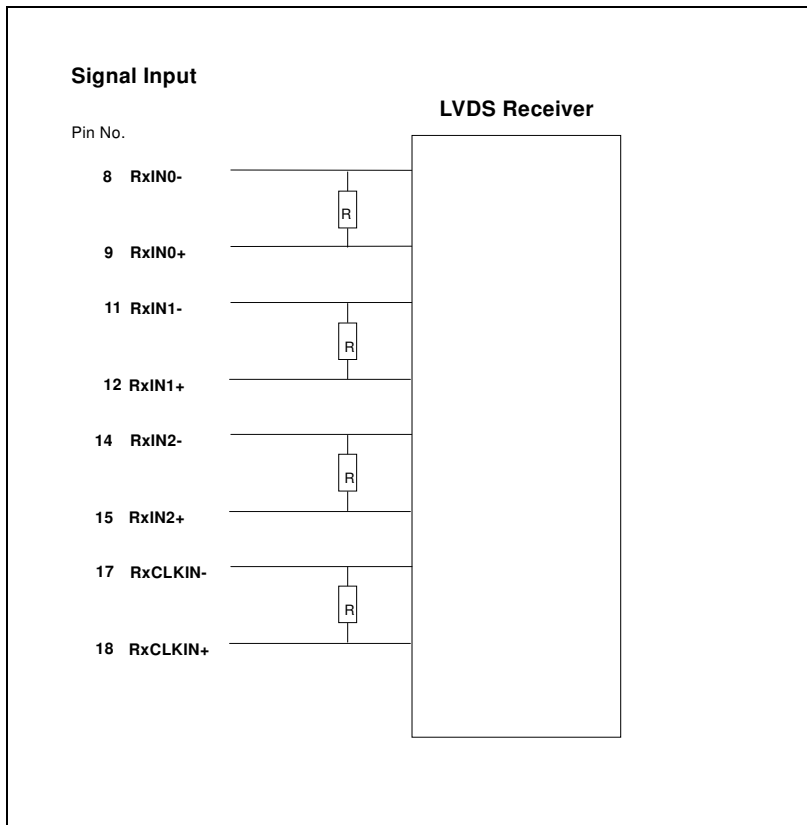 Signal Input
LVDS Receiver
Pin No.
8 RxIN0-
R
9 RxIN0+
11 RxIN1-
R
12 RxIN1+
14 RxIN2-
R
15 RxIN2+
17 RxCLKIN-
R
18 RxCLKIN+